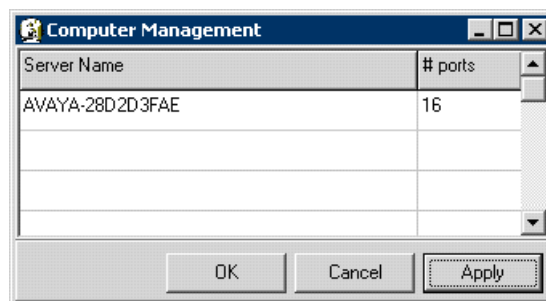 Computer Management
Server Name # ports
AVAYA-28D2D3FAE 16
OK Cancel Apply